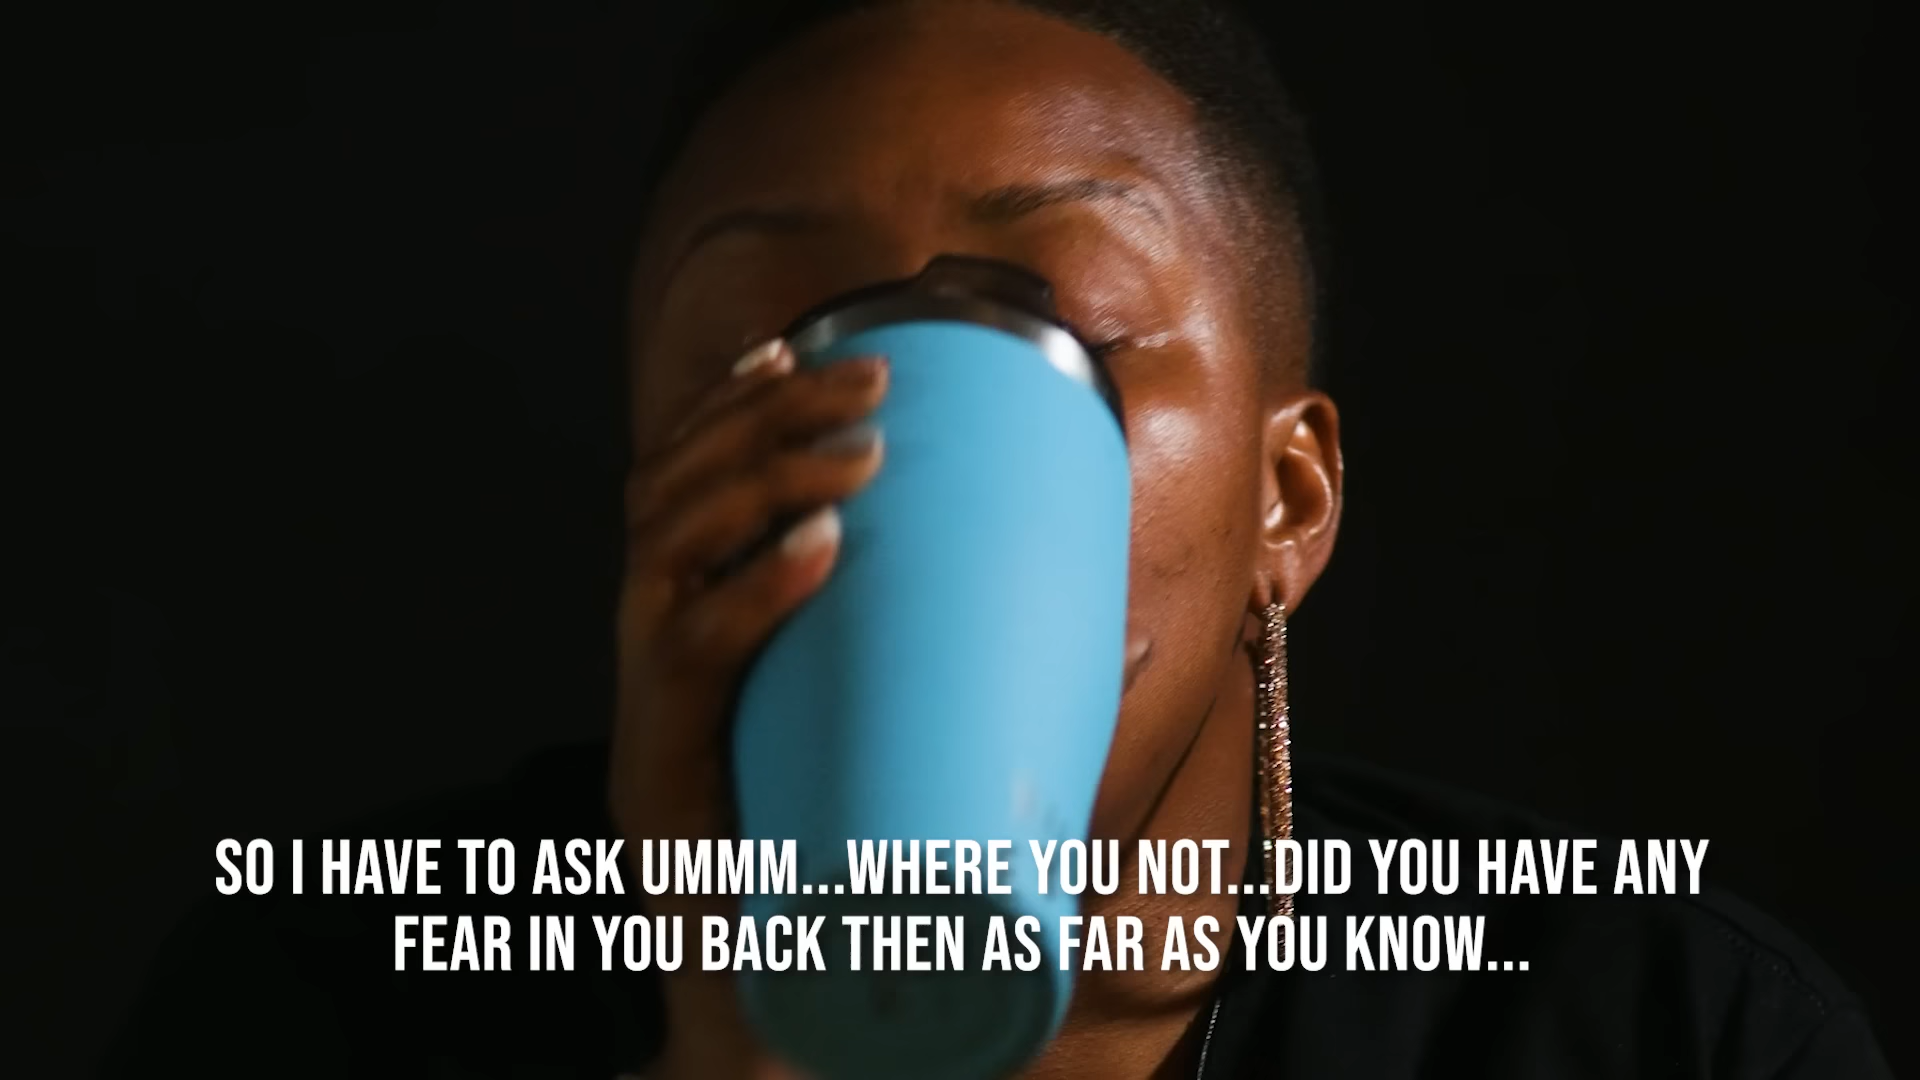 SO I HAVE TO ASK UMMM...WHERE YOU NOT...DID YOU HAVE ANY
FEAR IN YOU BACK THEN AS FAR AS YOU KNOW...